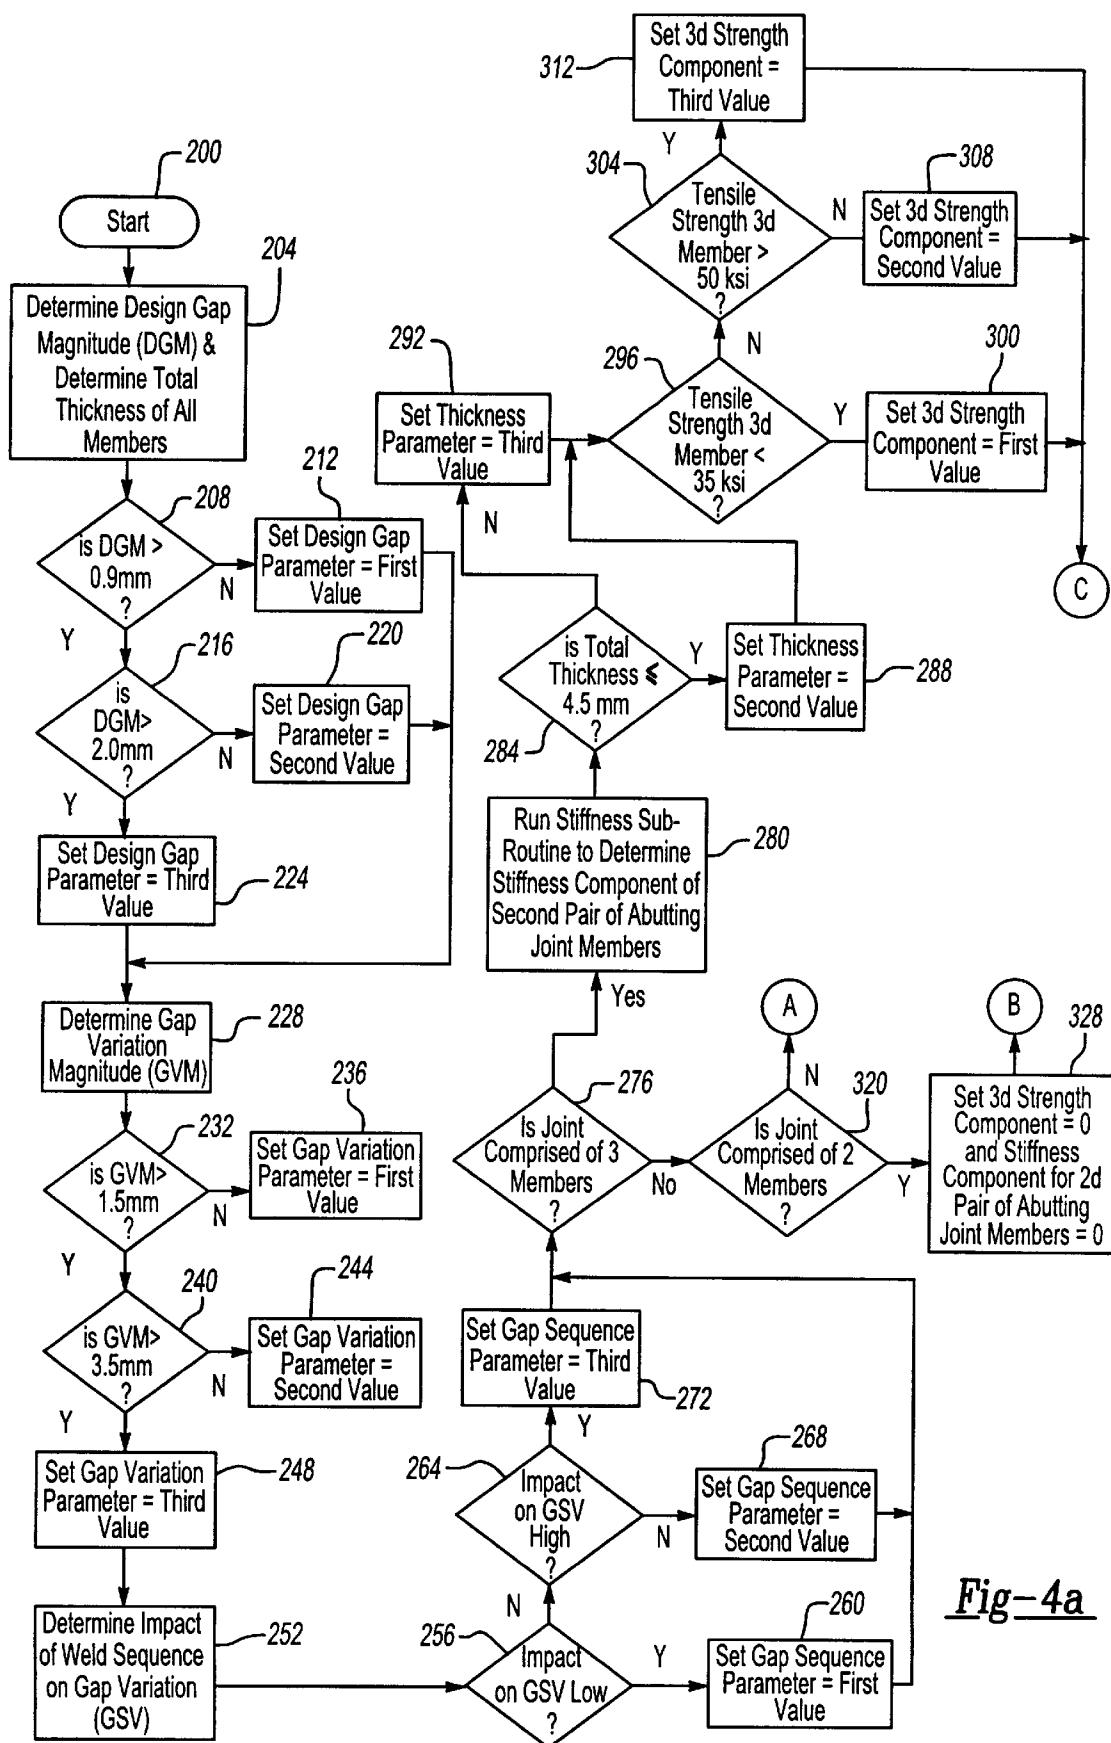 200
Start
204
Determine Design Gap
Magnitude (DGM) &
Determine Total
Thickness of All
Members
208
is DGM >
0.9mm
?
N
Y
212
Set Design Gap
Parameter = First
Value
216
is
DGM>
2.0mm
?
N
Y
220
Set Design Gap
Parameter =
Second Value
Set Design Gap
Parameter = Third
Value
224
Determine Gap
Variation
Magnitude (GVM)
228
232
is GVM>
1.5mm
?
N
Y
236
Set Gap Variation
Parameter = First
Value
240
is GVM>
3.5mm
?
N
Y
244
Set Gap Variation
Parameter =
Second Value
Set Gap Variation
Parameter = Third
Value
248
Determine Impact
of Weld Sequence
on Gap Variation
(GSV)
252
256
Impact
on GSV Low
?
Y
N
260
Set Gap Sequence
Parameter = First
Value
264
Impact
on GSV
High
?
N
Y
268
Set Gap Sequence
Parameter =
Second Value
Set Gap Sequence
Parameter = Third
Value
272
276
Is Joint
Comprised of 3
Members
?
No
Yes
320
Is Joint
Comprised of 2
Members
?
N
Y
A
B
328
Set 3d Strength
Component = 0
and Stiffness
Component for 2d
Pair of Abutting
Joint Members = 0
Run Stiffness Sub-
Routine to Determine
Stiffness Component of
Second Pair of Abutting
Joint Members
280
284
is Total
Thickness ≤
4.5 mm
?
Y
N
Set Thickness
Parameter =
Second Value
288
292
Set Thickness
Parameter = Third
Value
296
Tensile
Strength 3d
Member <
35 ksi
?
Y
N
300
Set 3d Strength
Component = First
Value
304
Tensile
Strength 3d
Member >
50 ksi
?
N
Y
308
Set 3d Strength
Component =
Second Value
312
Set 3d Strength
Component =
Third Value
C
Fig-4a